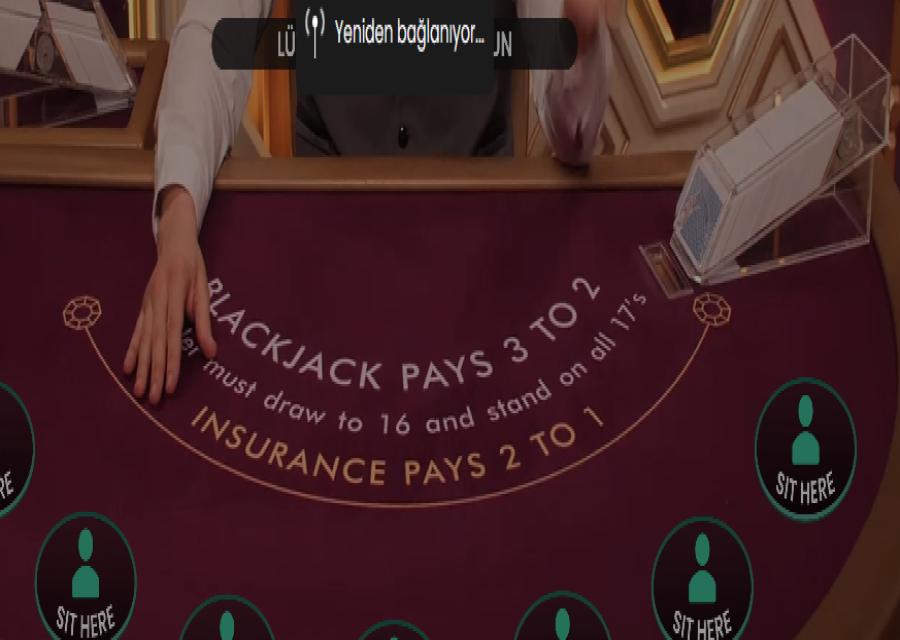 LÜ
Yeniden bağlanıyor...
UN
BLACKJACK PAYS 3 TO 2
must draw to 16 and stand on all 17's
INSURANCE PAYS 2 TO 1
SIT HERE
SIT HERE
SIT HERE
SIT HERE